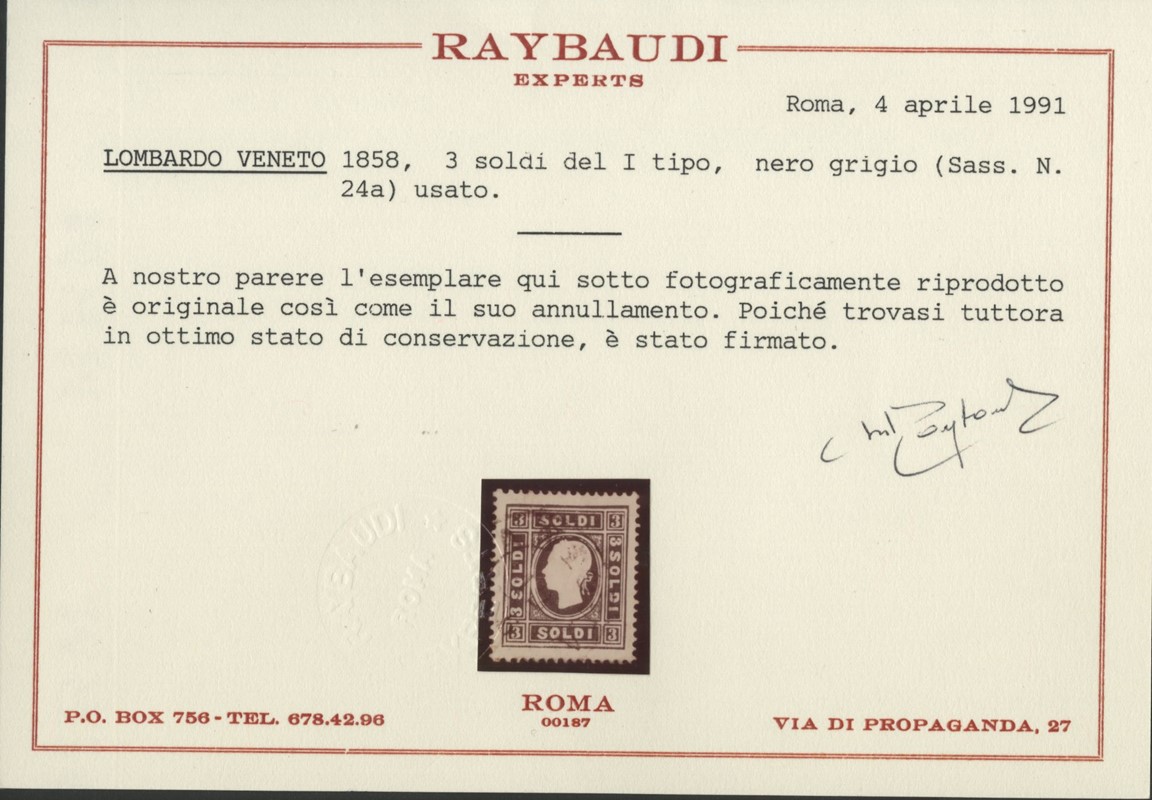 RAYBAUDI
EXPERTS
Roma, 4 aprile 1991
LOMBARDO VENETO 1858, 3 soldi del I tipo, nero grigio (Sass. N.
24a) usato.
A nostro parere l'esemplare qui sotto fotograficamente riprodotto
è originale così come il suo annullamento. Poiché trovasi tuttora
in ottimo stato di conservazione, è stato firmato.
3 SOLDI 3
3 SOLDI
3 SOLDI
3 SOLDI 3
ROMA
00187
P.O. BOX 756 - TEL. 678.42.96
VIA DI PROPAGANDA, 27